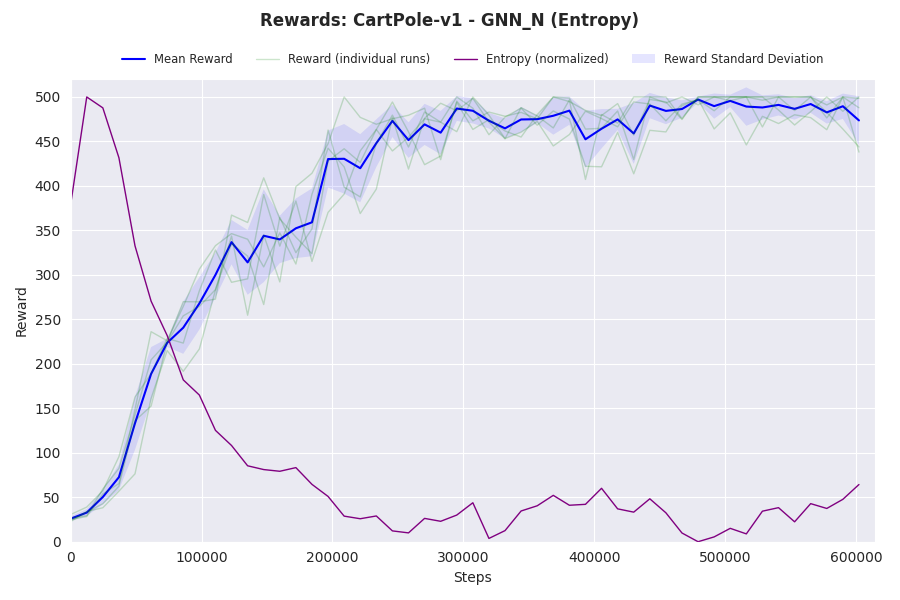 Rewards: CartPole-v1 - GNN_N (Entropy)
Mean Reward Reward (individual runs) Entropy (normalized) Reward Standard Deviation
500
450
400
350
300
250
200
150
100
50
0
Reward
0 100000 200000 300000 400000 500000 600000
Steps